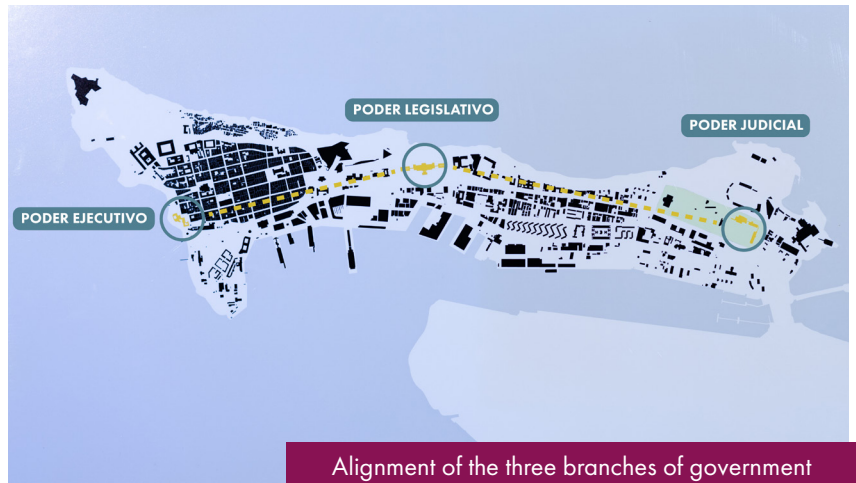 PODER LEGISLATIVO
PODER JUDICIAL
PODER EJECUTIVO
Alignment of the three branches of government